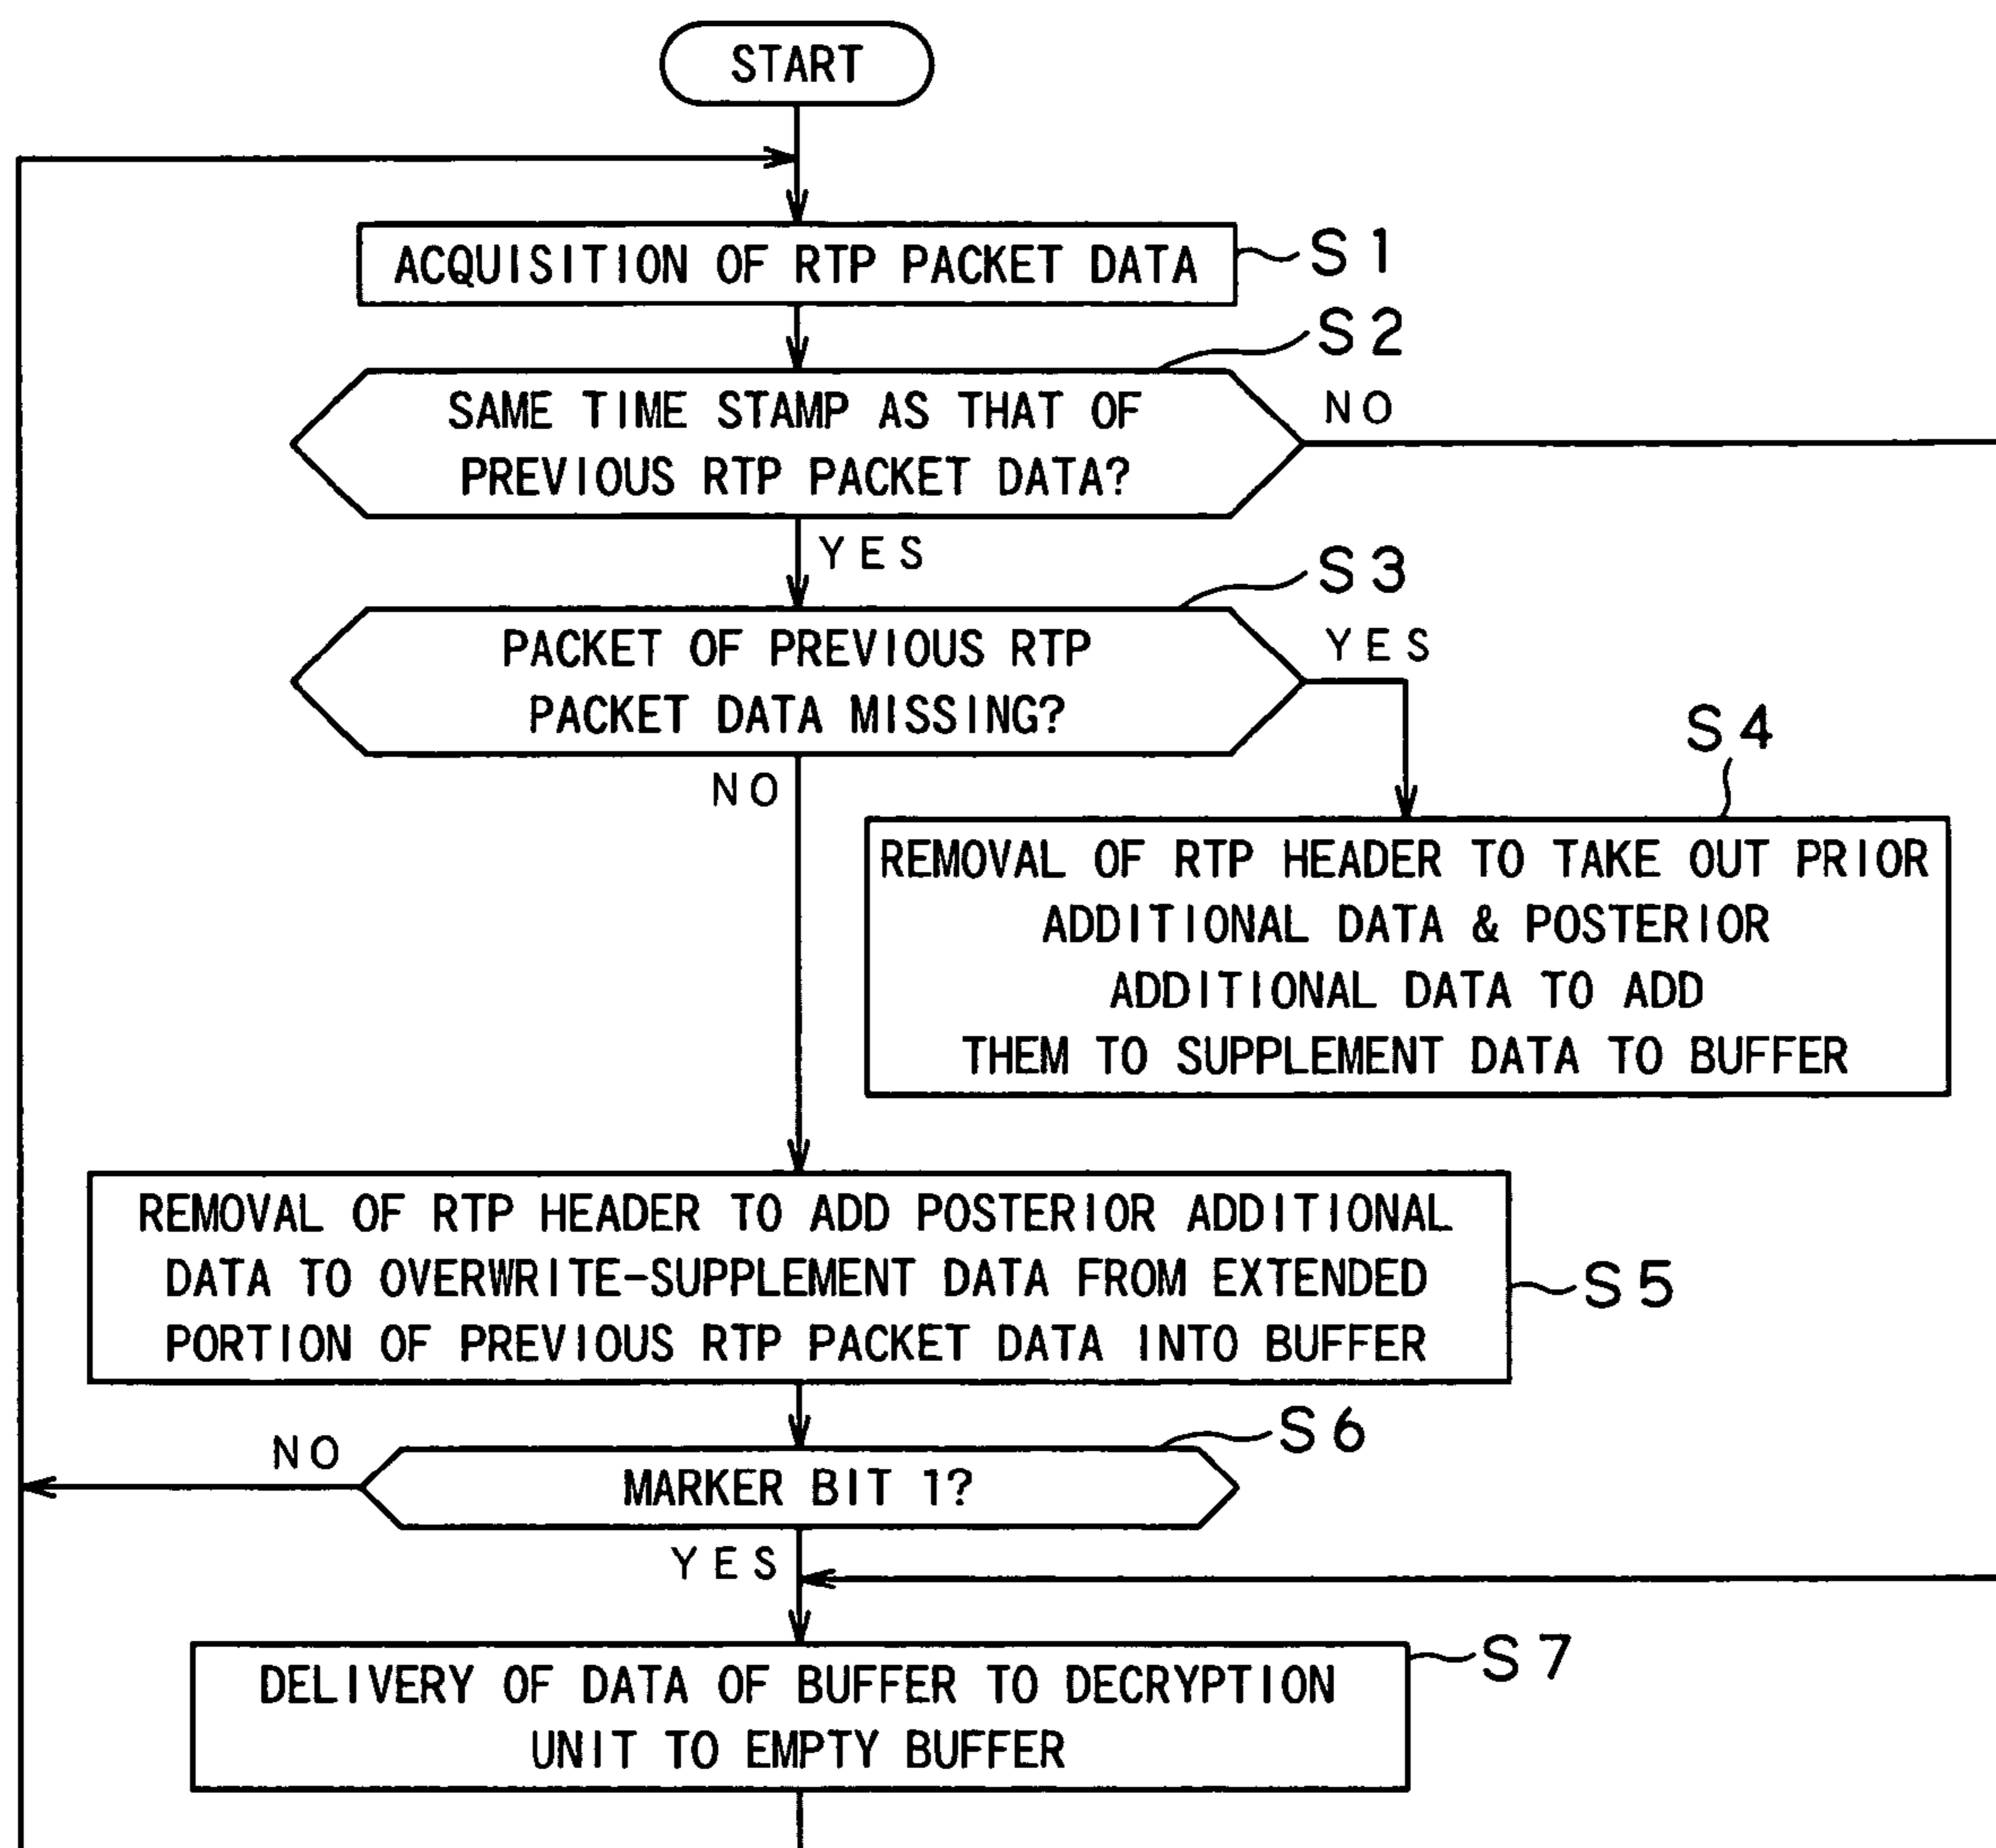 START
ACQUISITION OF RTP PACKET DATA
S1
S2
SAME TIME STAMP AS THAT OF
PREVIOUS RTP PACKET DATA?
NO
YES
S3
PACKET OF PREVIOUS RTP
PACKET DATA MISSING?
YES
NO
S4
REMOVAL OF RTP HEADER TO TAKE OUT PRIOR
ADDITIONAL DATA & POSTERIOR
ADDITIONAL DATA TO ADD
THEM TO SUPPLEMENT DATA TO BUFFER
REMOVAL OF RTP HEADER TO ADD POSTERIOR ADDITIONAL
DATA TO OVERWRITE-SUPPLEMENT DATA FROM EXTENDED
PORTION OF PREVIOUS RTP PACKET DATA INTO BUFFER
S5
S6
NO
MARKER BIT 1?
YES
S7
DELIVERY OF DATA OF BUFFER TO DECRYPTION
UNIT TO EMPTY BUFFER